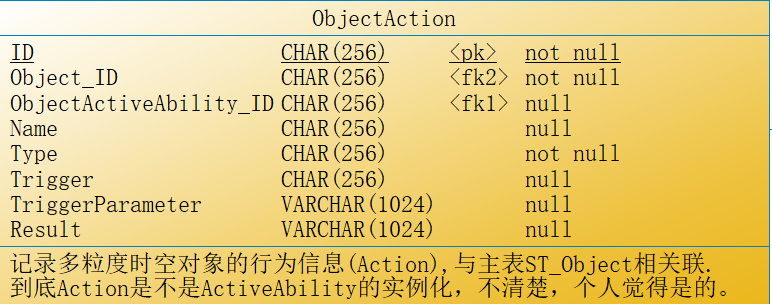 ObjectAction
ID CHAR(256) <pk> not null
Object_ID CHAR(256) <fk2> not null
ObjectActiveAbility_ID CHAR(256) <fk1> null
Name CHAR(256) null
Type CHAR(256) not null
Trigger CHAR(256) null
TriggerParameter VARCHAR(1024) null
Result VARCHAR(1024) null
记录多粒度时空对象的行为信息(Action),与主表ST_Object相关联.
到底Action是不是ActiveAbility的实例化，不清楚，个人觉得是的。